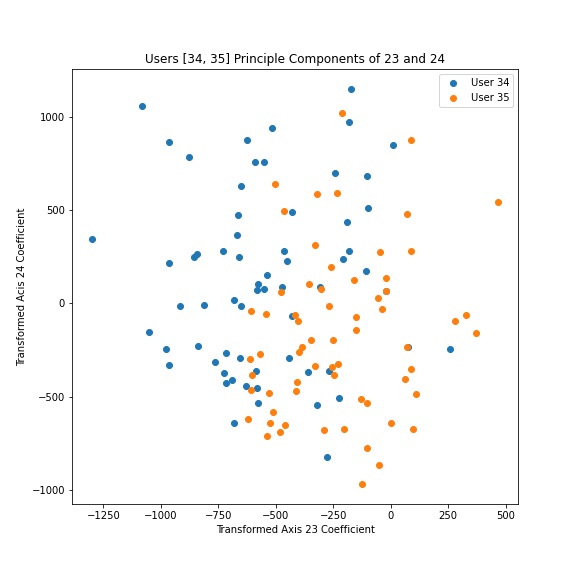 Users [34, 35] Principle Components of 23 and 24
User 34
User 35
Transformed Acis 24 Coefficient
1000
500
0
−500
−1000
−1250
−1000
−750
−500
−250
0
250
500
Transformed Axis 23 Coefficient